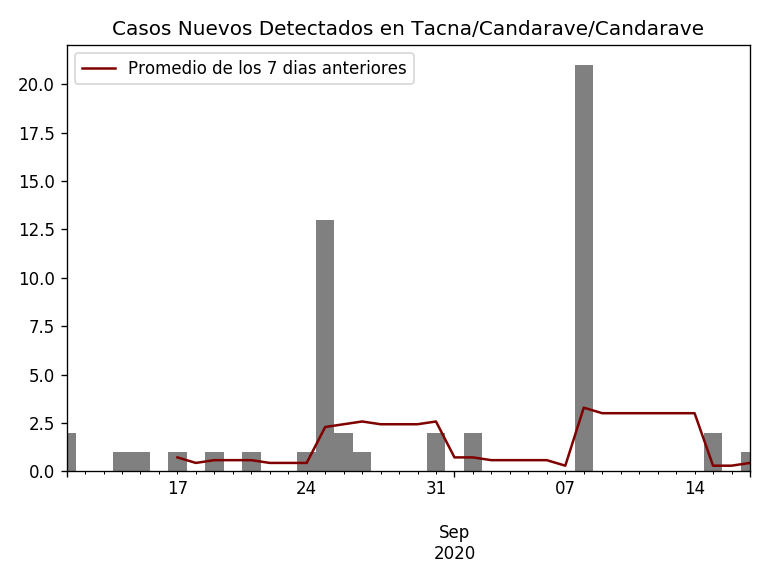 Casos Nuevos Detectados en Tacna/Candarave/Candarave
Promedio de los 7 dias anteriores
20.0
17.5
15.0
12.5
10.0
7.5
5.0
2.5
0.0
17 24 31 07 14
Sep
2020